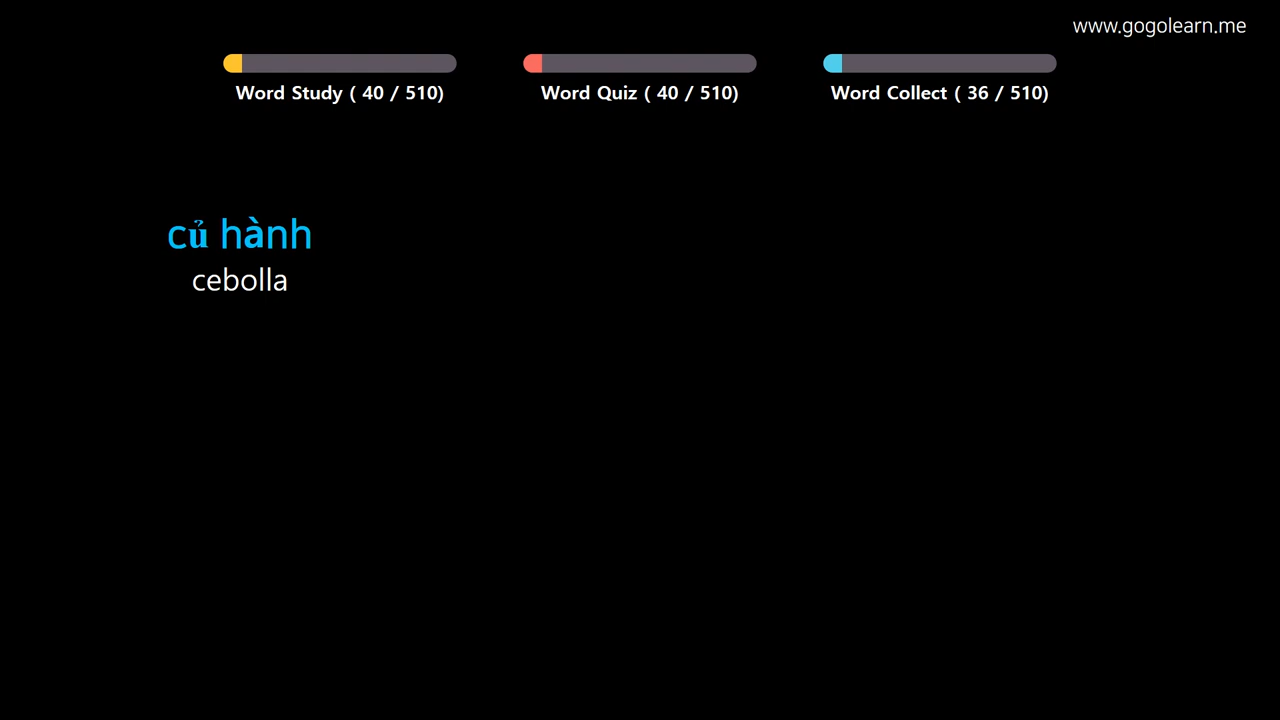 www.gogolearn.me
Word Study ( 40 / 510)
Word Quiz ( 40 / 510)
Word Collect ( 36 / 510)
củ hành
cebolla